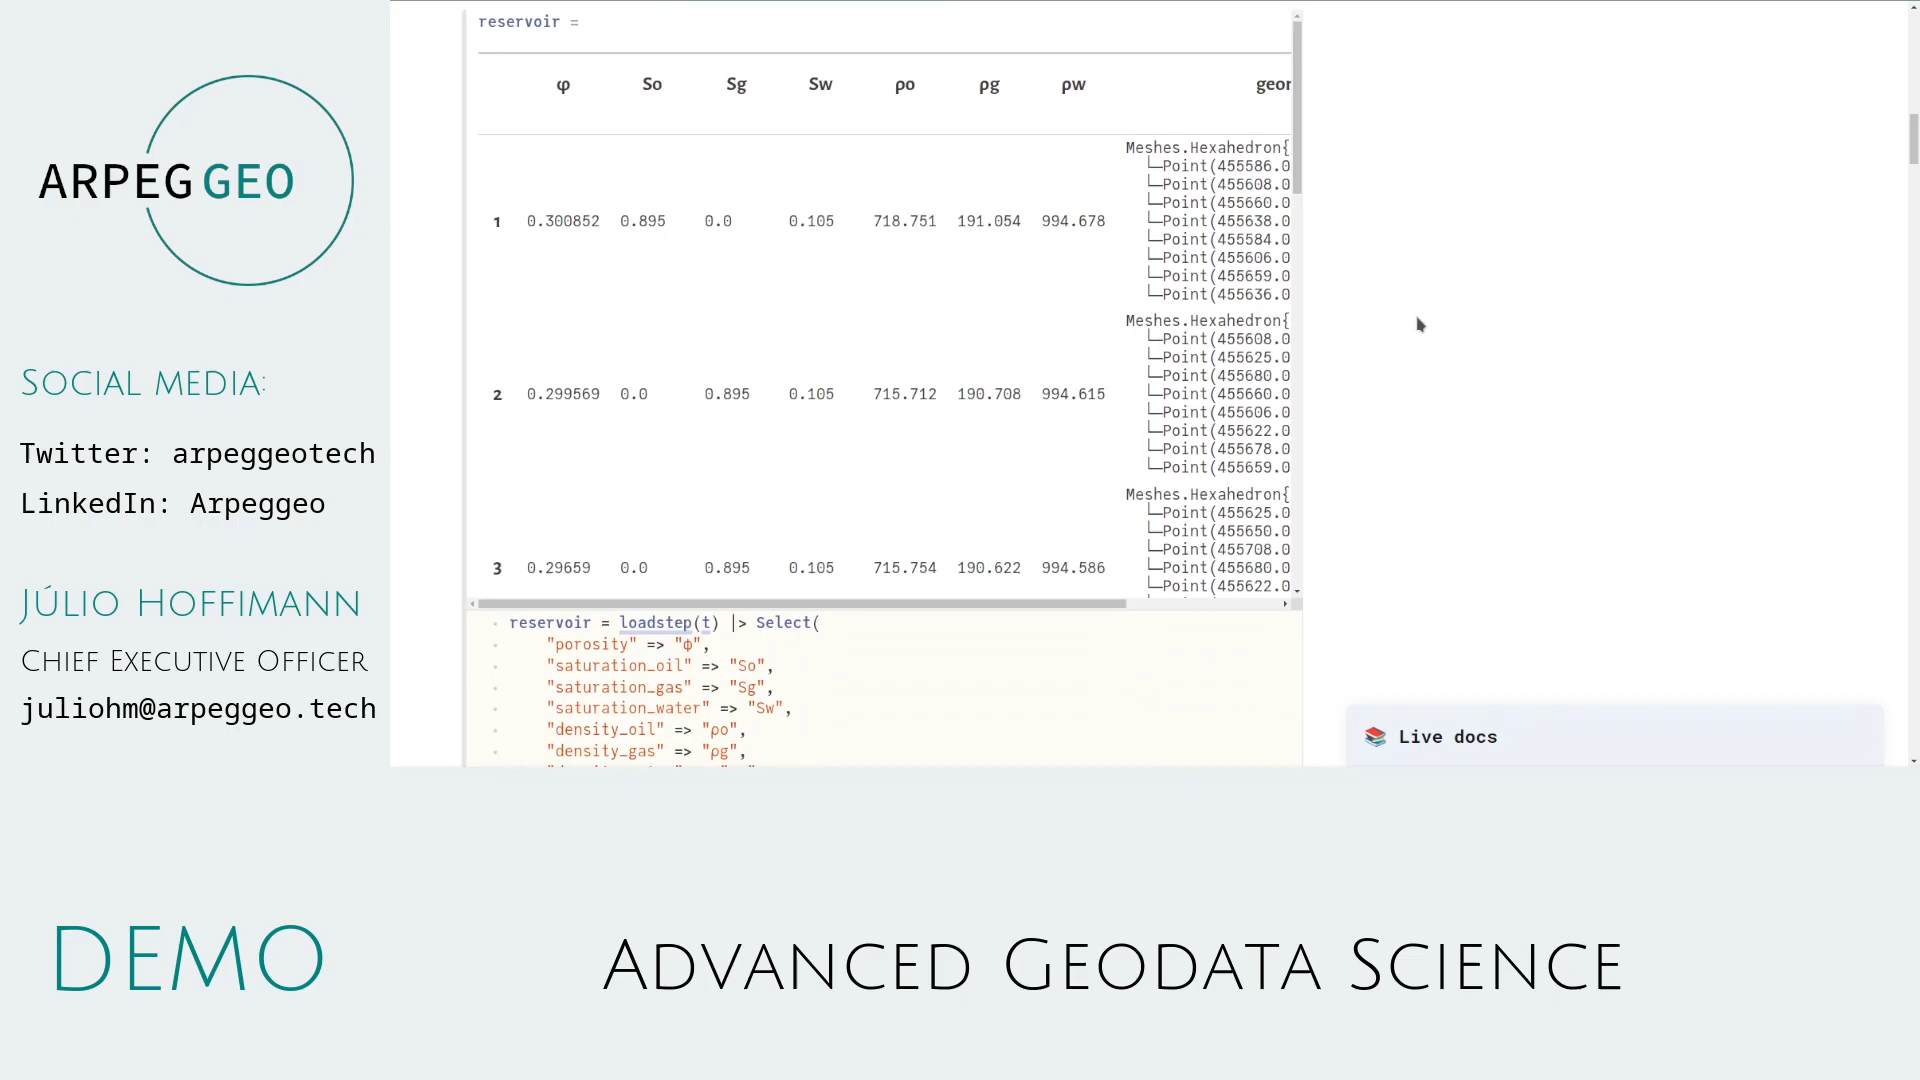 ARPEGGEO
SOCIAL MEDIA:
Twitter: arpeggeotech
LinkedIn: Arpeggeo
JÚLIO HOFFIMANN
CHIEF EXECUTIVE OFFICER
juliohm@arpeggeo.tech
reservoir =
φ So Sg Sw ρo ρg ρw geor
Meshes.Hexahedron{
└─Point(455586.0
└─Point(455608.0
└─Point(455660.0
1 0.300852 0.895 0.0 0.105 718.751 191.054 994.678 └─Point(455638.0
└─Point(455584.0
└─Point(455606.0
└─Point(455659.0
└─Point(455636.0
Meshes.Hexahedron{
└─Point(455608.0
└─Point(455625.0
└─Point(455680.0
2 0.299569 0.0 0.895 0.105 715.712 190.708 994.615 └─Point(455660.0
└─Point(455606.0
└─Point(455622.0
└─Point(455678.0
└─Point(455659.0
Meshes.Hexahedron{
└─Point(455625.0
└─Point(455650.0
└─Point(455708.0
3 0.29659 0.0 0.895 0.105 715.754 190.622 994.586 └─Point(455680.0
└─Point(455622.0
reservoir = loadstep(t) |> Select(
"porosity" => "ϕ",
"saturation_oil" => "So",
"saturation_gas" => "Sg",
"saturation_water" => "Sw",
"density_oil" => "ρo",
"density_gas" => "ρg",
📚 Live docs
DEMO
ADVANCED GEODATA SCIENCE